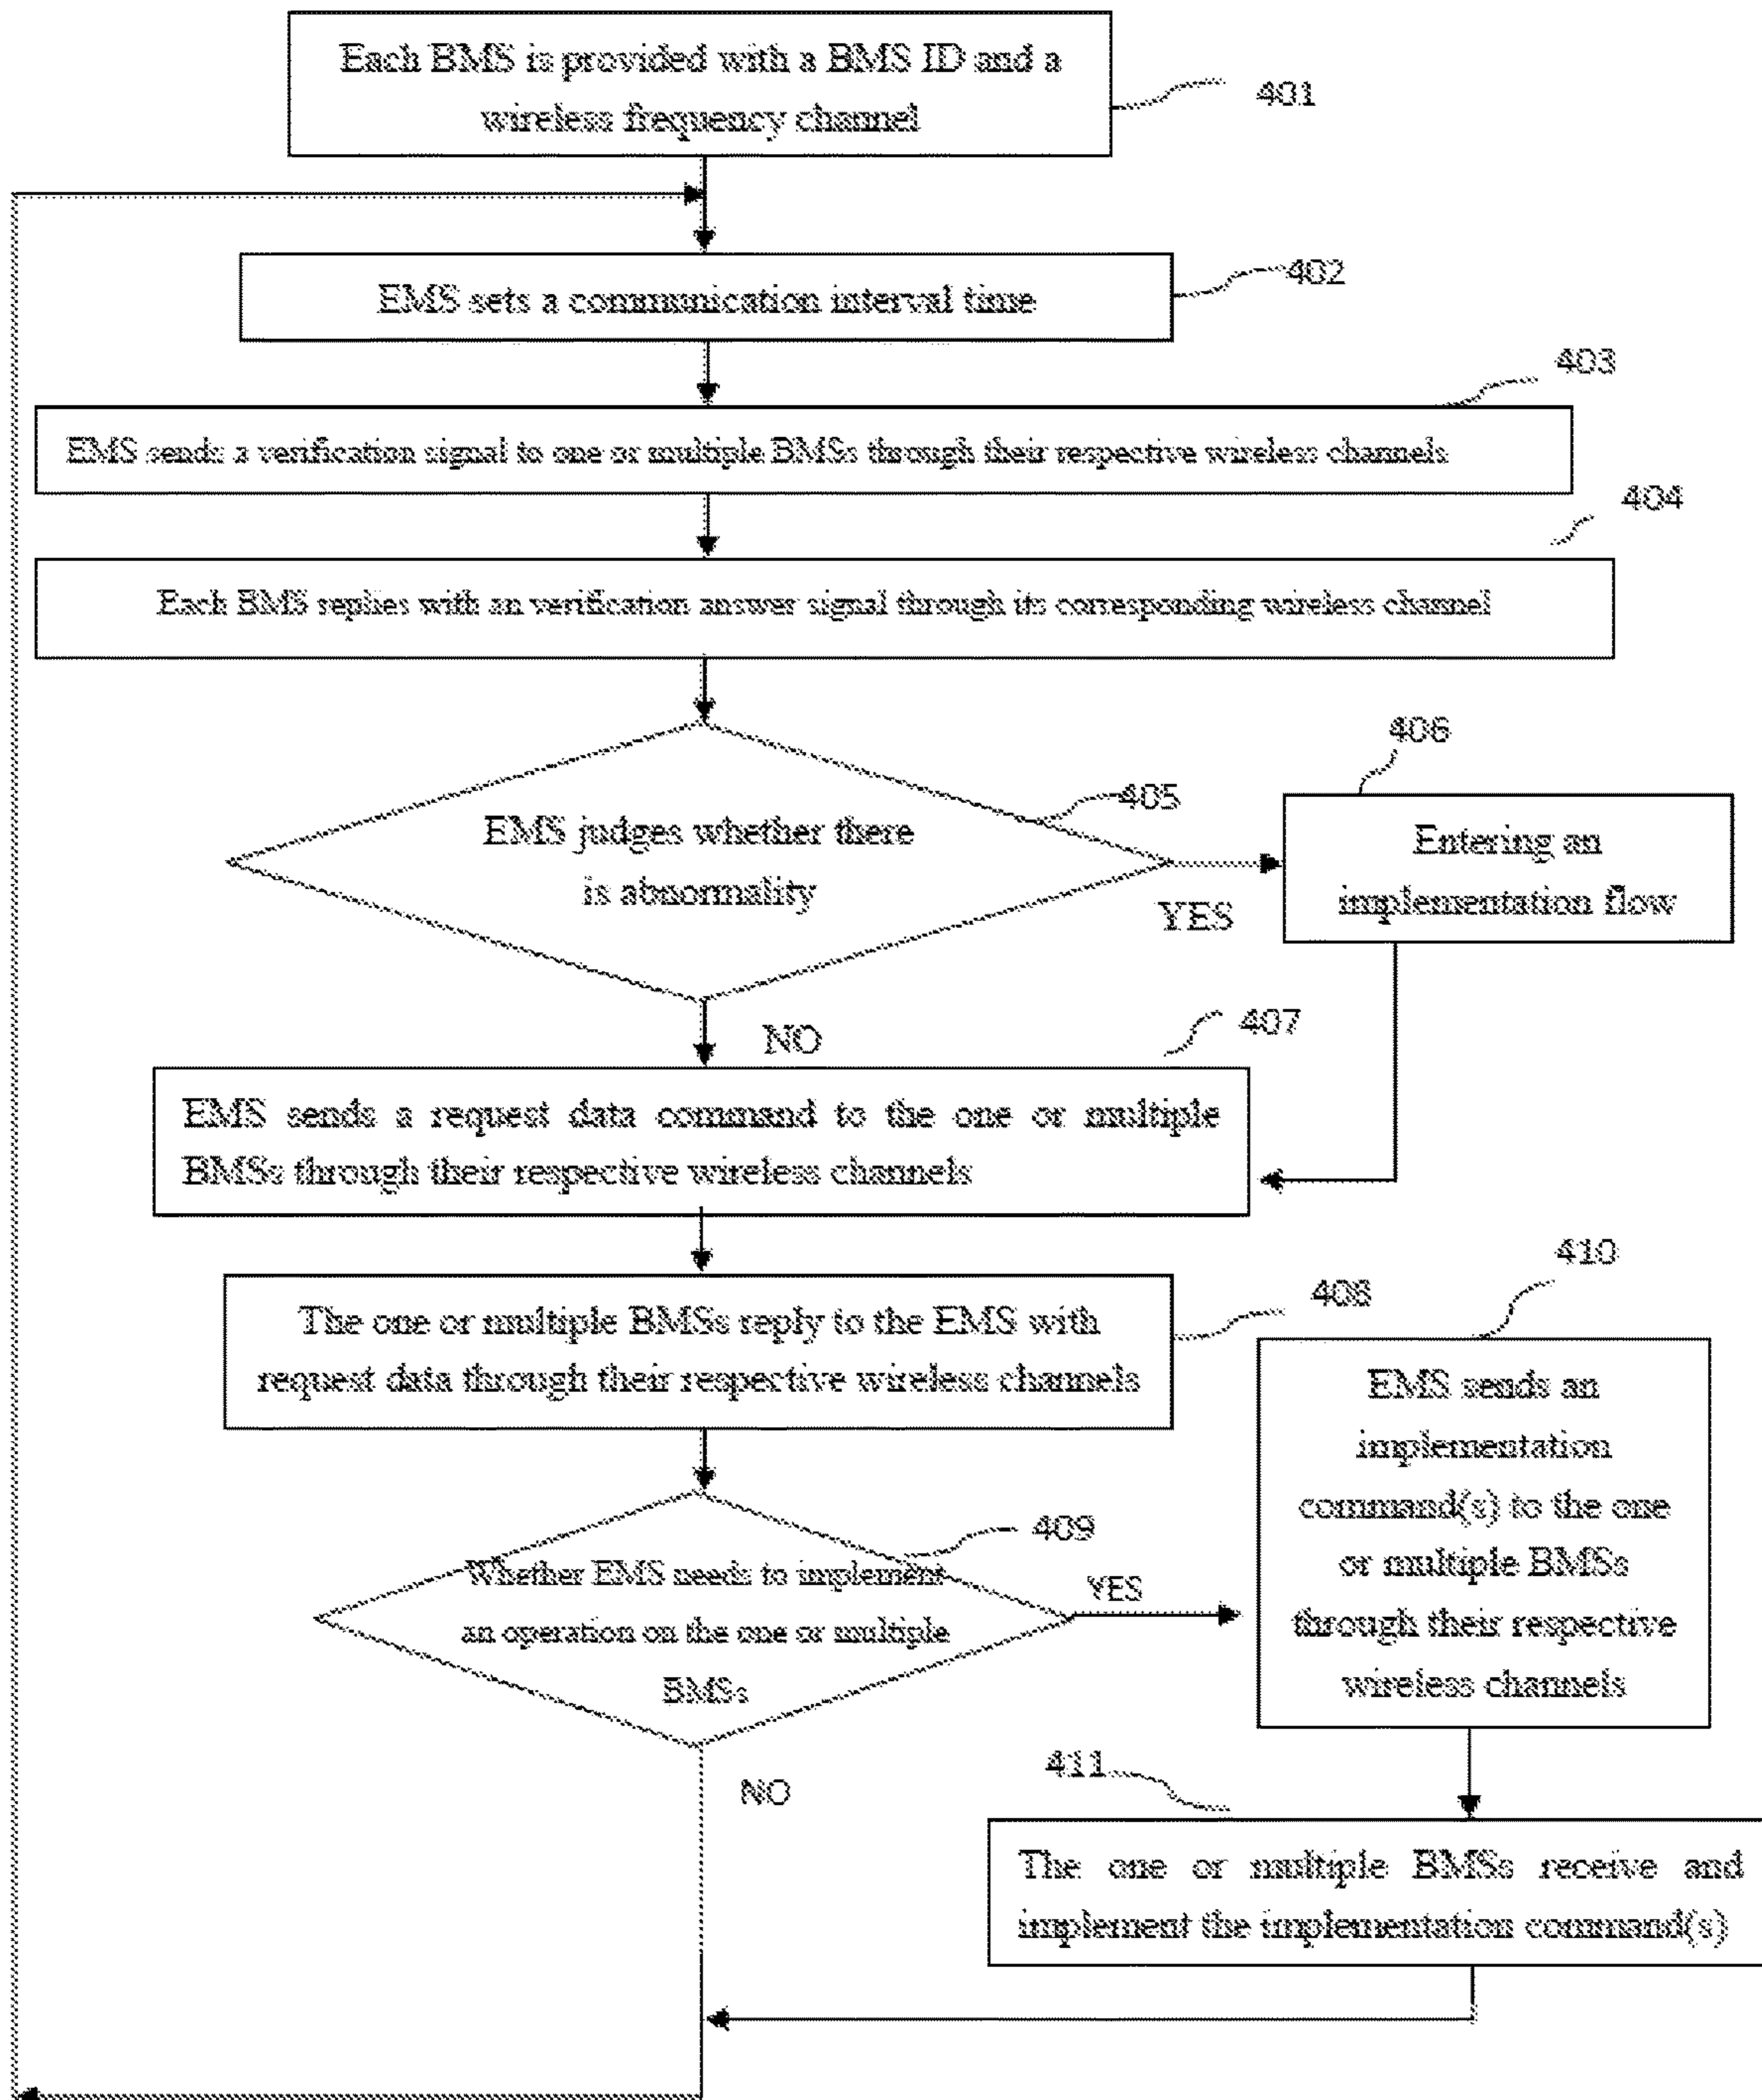 Each BMS is provided with a BMS ID and a
wireless frequency channel
401
EMS sets a communication interval time
402
403
EMS sends a verification signal to one or multiple BMSs through their respective wireless channels
404
Each BMS replies with an verification answer signal through its corresponding wireless channel
405
EMS judges whether there
is abnormality
YES
406
Entering an
implementation flow
NO
407
EMS sends a request data command to the one or multiple
BMSs through their respective wireless channels
408
The one or multiple BMSs reply to the EMS with
request data through their respective wireless channels
409
Whether EMS needs to implement
an operation on the one or multiple
BMSs
YES
410
EMS sends an
implementation
command(s) to the one
or multiple BMSs
through their respective
wireless channels
NO
411
The one or multiple BMSs receive and
implement the implementation command(s)